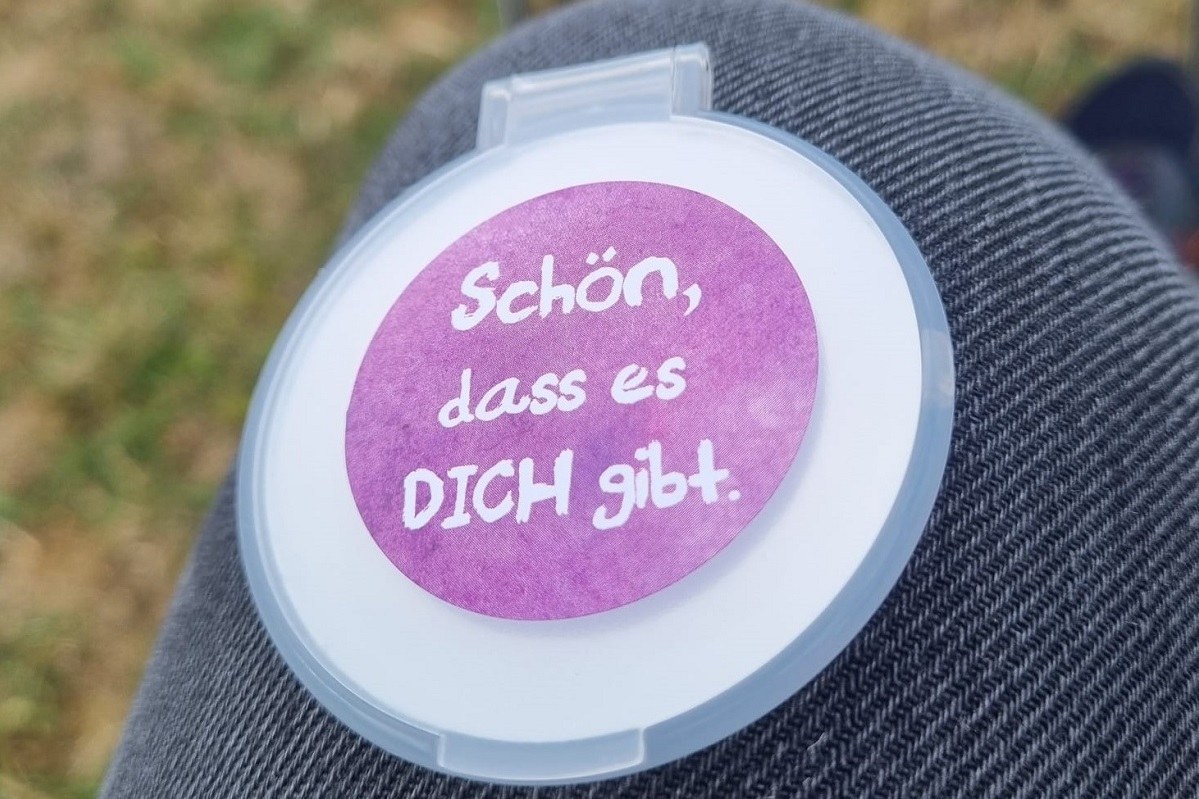 Schön,
dass es
DICH gibt.